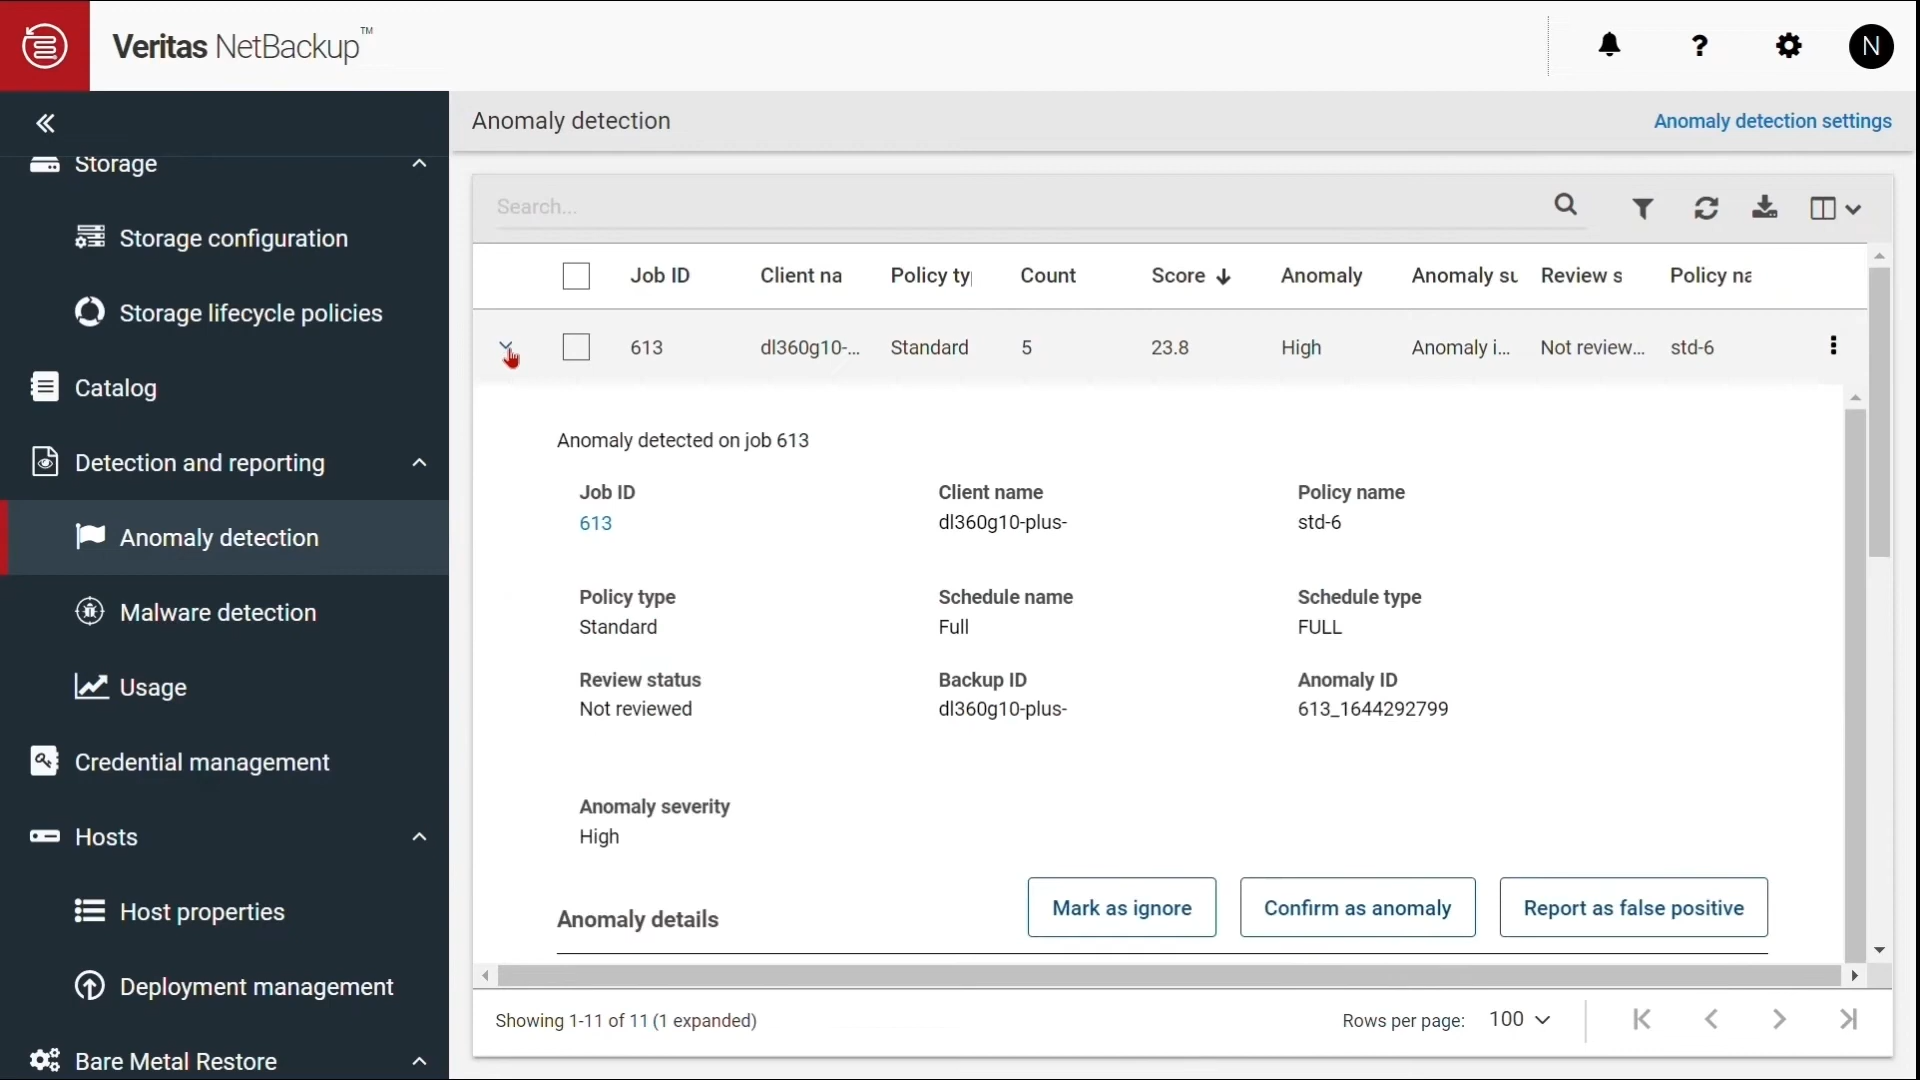 Veritas NetBackup™
N
Anomaly detection
Anomaly detection settings
Storage
Storage configuration
Storage lifecycle policies
Catalog
Detection and reporting
Anomaly detection
Malware detection
Usage
Credential management
Hosts
Host properties
Deployment management
Bare Metal Restore
Search...
Job ID Client na Policy ty Count Score Anomaly Anomaly su Review s Policy na
613 dl360g10-... Standard 5 23.8 High Anomaly i... Not review... std-6
Anomaly detected on job 613
Job ID Client name Policy name
613 dl360g10-plus- std-6
Policy type Schedule name Schedule type
Standard Full FULL
Review status Backup ID Anomaly ID
Not reviewed dl360g10-plus- 613_1644292799
Anomaly severity
High
Anomaly details Mark as ignore Confirm as anomaly Report as false positive
Showing 1-11 of 11 (1 expanded) Rows per page: 100